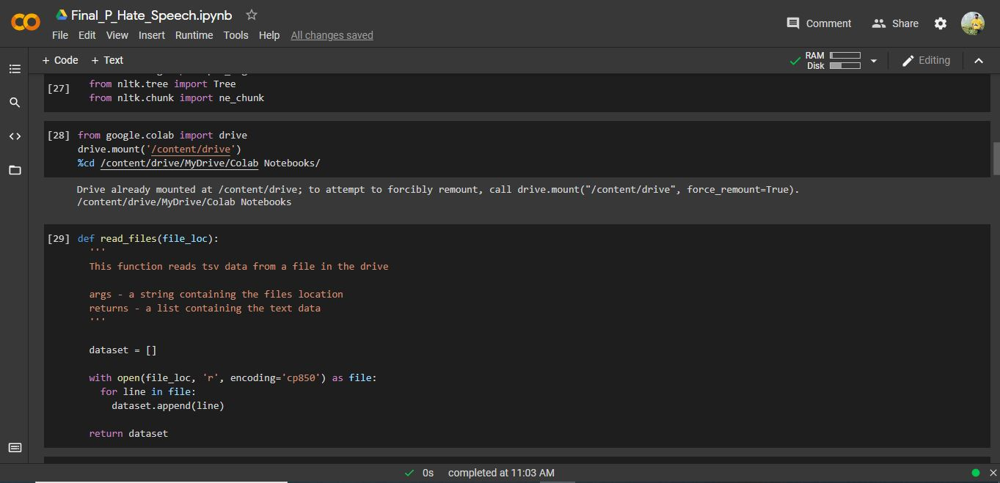 Final_P_Hate_Speech.ipynb
File Edit View Insert Runtime Tools Help All changes saved
Comment Share
+ Code + Text
RAM
Disk
Editing
[27] from nltk.tree import Tree
from nltk.chunk import ne_chunk
[28] from google.colab import drive
drive.mount('/content/drive')
%cd /content/drive/MyDrive/Colab Notebooks/
Drive already mounted at /content/drive; to attempt to forcibly remount, call drive.mount("/content/drive", force_remount=True).
/content/drive/MyDrive/Colab Notebooks
[29] def read_files(file_loc):
'''
This function reads tsv data from a file in the drive
args - a string containing the files location
returns - a list containing the text data
'''
dataset = []
with open(file_loc, 'r', encoding='cp850') as file:
for line in file:
dataset.append(line)
return dataset
0s completed at 11:03 AM